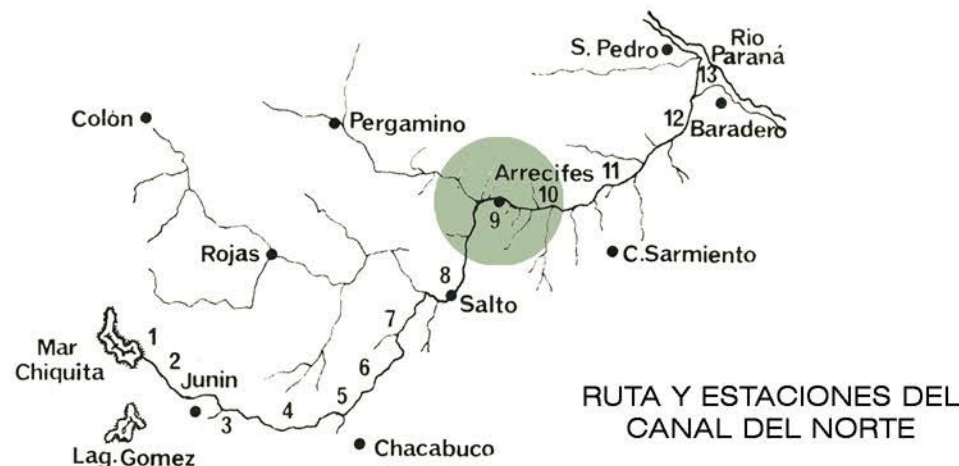 S. Pedro
Rio
Paraná
13
12
Baradero
Colón
Pergamino
Arrecifes
11
10
9
Rojas
C.Sarmiento
8
Salto
7
Mar
Chiquita
1
2
Junin
6
5
4
3
Chacabuco
Lag.Gomez
RUTA Y ESTACIONES DEL
CANAL DEL NORTE